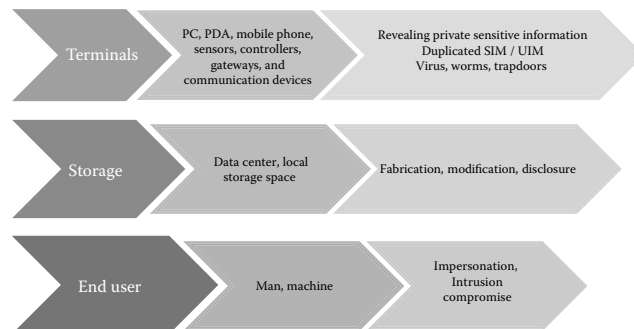 Terminals
PC, PDA, mobile phone,
sensors, controllers,
gateways, and
communication devices
Revealing private sensitive information
Duplicated SIM / UIM
Virus, worms, trapdoors
Storage
Data center, local
storage space
Fabrication, modification, disclosure
End user
Man, machine
Impersonation,
Intrusion
compromise